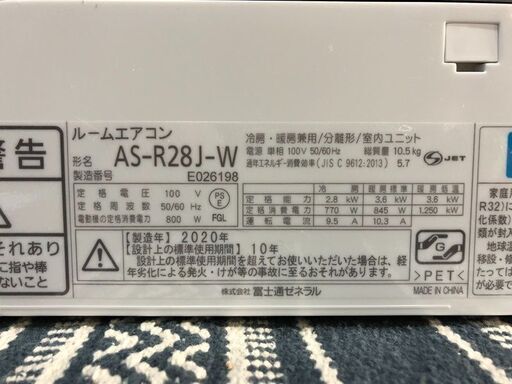 警告
それあり
に指や棒
ないこと
ルームエアコン
形名 AS-R28J-W
製造番号 E026198
冷房・暖房兼用/分離形/室内ユニット
電源 単相 100V 50/60Hz 総質量 10.5kg
通年エネルギー消費効率(JIS C 9612:2013) 5.7
JET
定格電圧 100 V
定格周波数 50/60 Hz
電動機の定格消費電力 800 W
PS
E
FGL
冷房 暖房標準 暖房低温
定格能力 2.8 kW 3.6 kW 3.6 kW
定格消費電力 770 W 845 W 1,250 kW
運転電流 9.5 A 10.3 A
【製造年】2020年
【設計上の標準使用期間】10年
設計上の標準使用期間を超えてお使いいただいた場合は、経
年劣化による発火・けが等の事故に至るおそれがあります。
G
>PET<
株式会社 富士通ゼネラル
MADE IN CHINA
家庭用
R32)に
化係数)
類が封入
地球温
移設・修
たっては
が必要